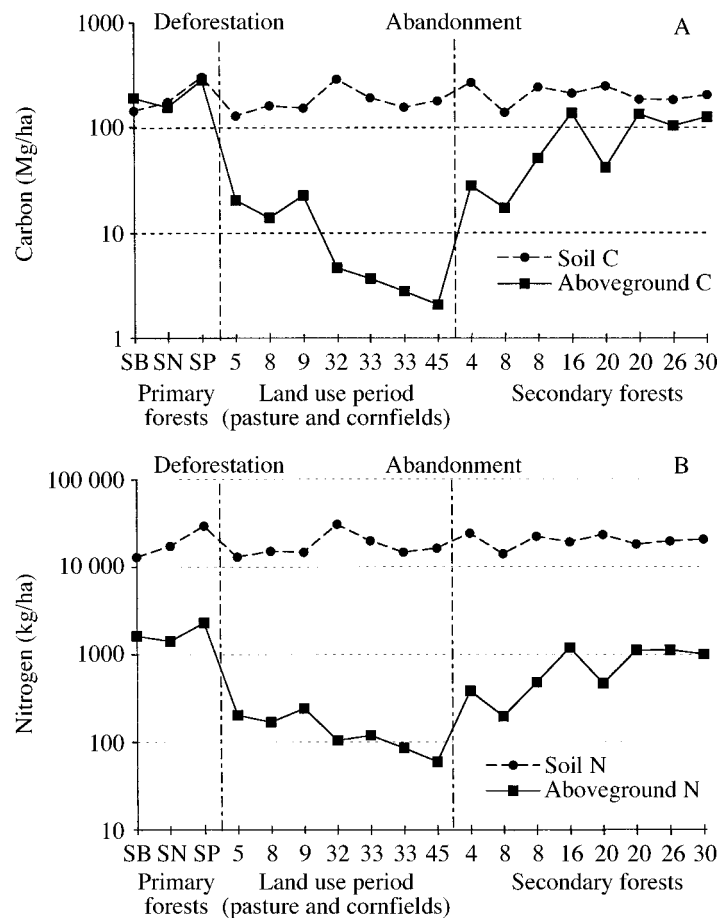 Deforestation Abandonment A
1000
100
10
1
Carbon (Mg/ha)
Soil C
Aboveground C
SB SN SP 5 8 9 32 33 33 45 4 8 8 16 20 20 26 30
Primary Land use period Secondary forests
forests (pasture and cornfields)
Deforestation Abandonment B
100 000
10 000
1000
100
10
Nitrogen (kg/ha)
Soil N
Aboveground N
SB SN SP 5 8 9 32 33 33 45 4 8 8 16 20 20 26 30
Primary Land use period Secondary forests
forests (pasture and cornfields)